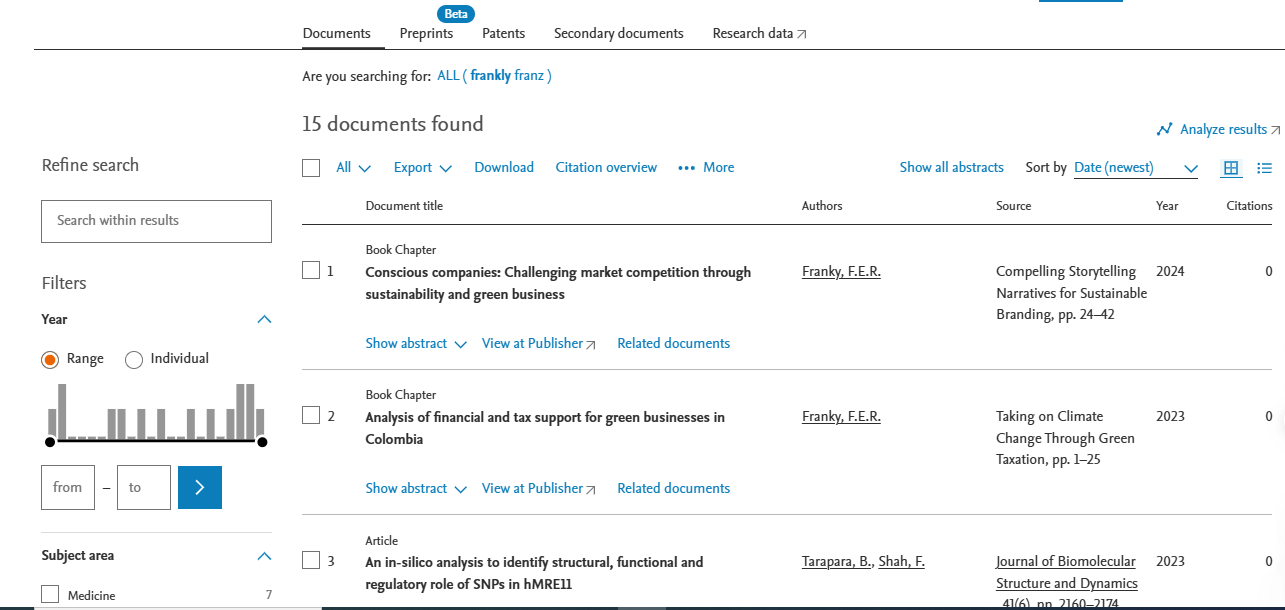 Beta
Documents Preprints Patents Secondary documents Research data
Are you searching for: ALL ( frankly franz )
15 documents found
Analyze results
Refine search
All Export Download Citation overview ••• More Show all abstracts Sort by Date (newest)
Search within results
Document title Authors Source Year Citations
Filters
Year
Range Individual
from – to
Subject area
Medicine 7
Book Chapter
1 Conscious companies: Challenging market competition through Franky, F.E.R. Compelling Storytelling 2024 0
sustainability and green business Narratives for Sustainable
Branding, pp. 24–42
Show abstract View at Publisher Related documents
Book Chapter
2 Analysis of financial and tax support for green businesses in Franky, F.E.R. Taking on Climate 2023 0
Colombia Change Through Green
Taxation, pp. 1–25
Show abstract View at Publisher Related documents
Article
3 An in-silico analysis to identify structural, functional and Tarapara, B., Shah, F. Journal of Biomolecular 2023 0
regulatory role of SNPs in hMRE11 Structure and Dynamics
, 41(6), pp. 2160–2174